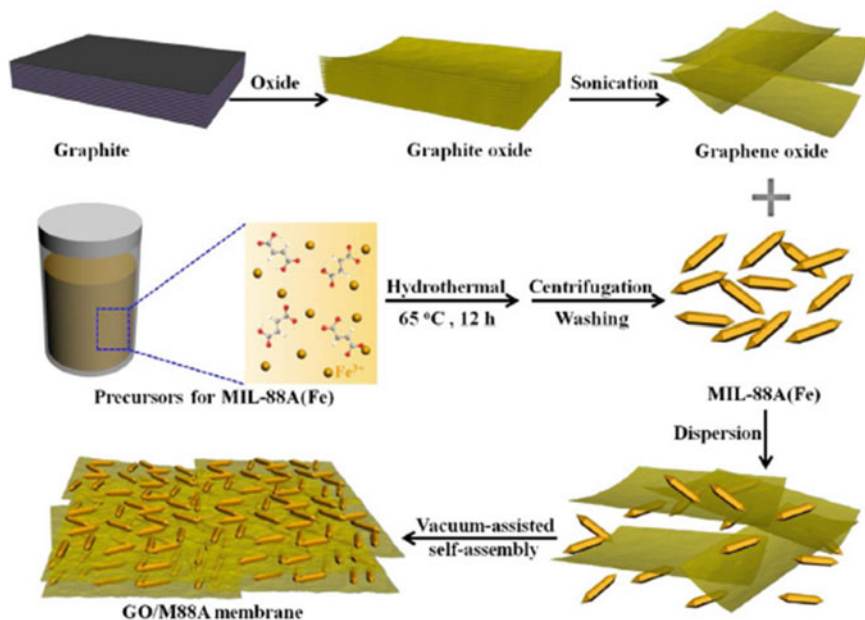 Oxide
Sonication
Graphite
Graphite oxide
Graphene oxide
Hydrothermal
65 °C , 12 h
Centrifugation
Washing
Fe³⁺
Precursors for MIL-88A(Fe)
MIL-88A(Fe)
Dispersion
Vacuum-assisted
self-assembly
GO/M88A membrane